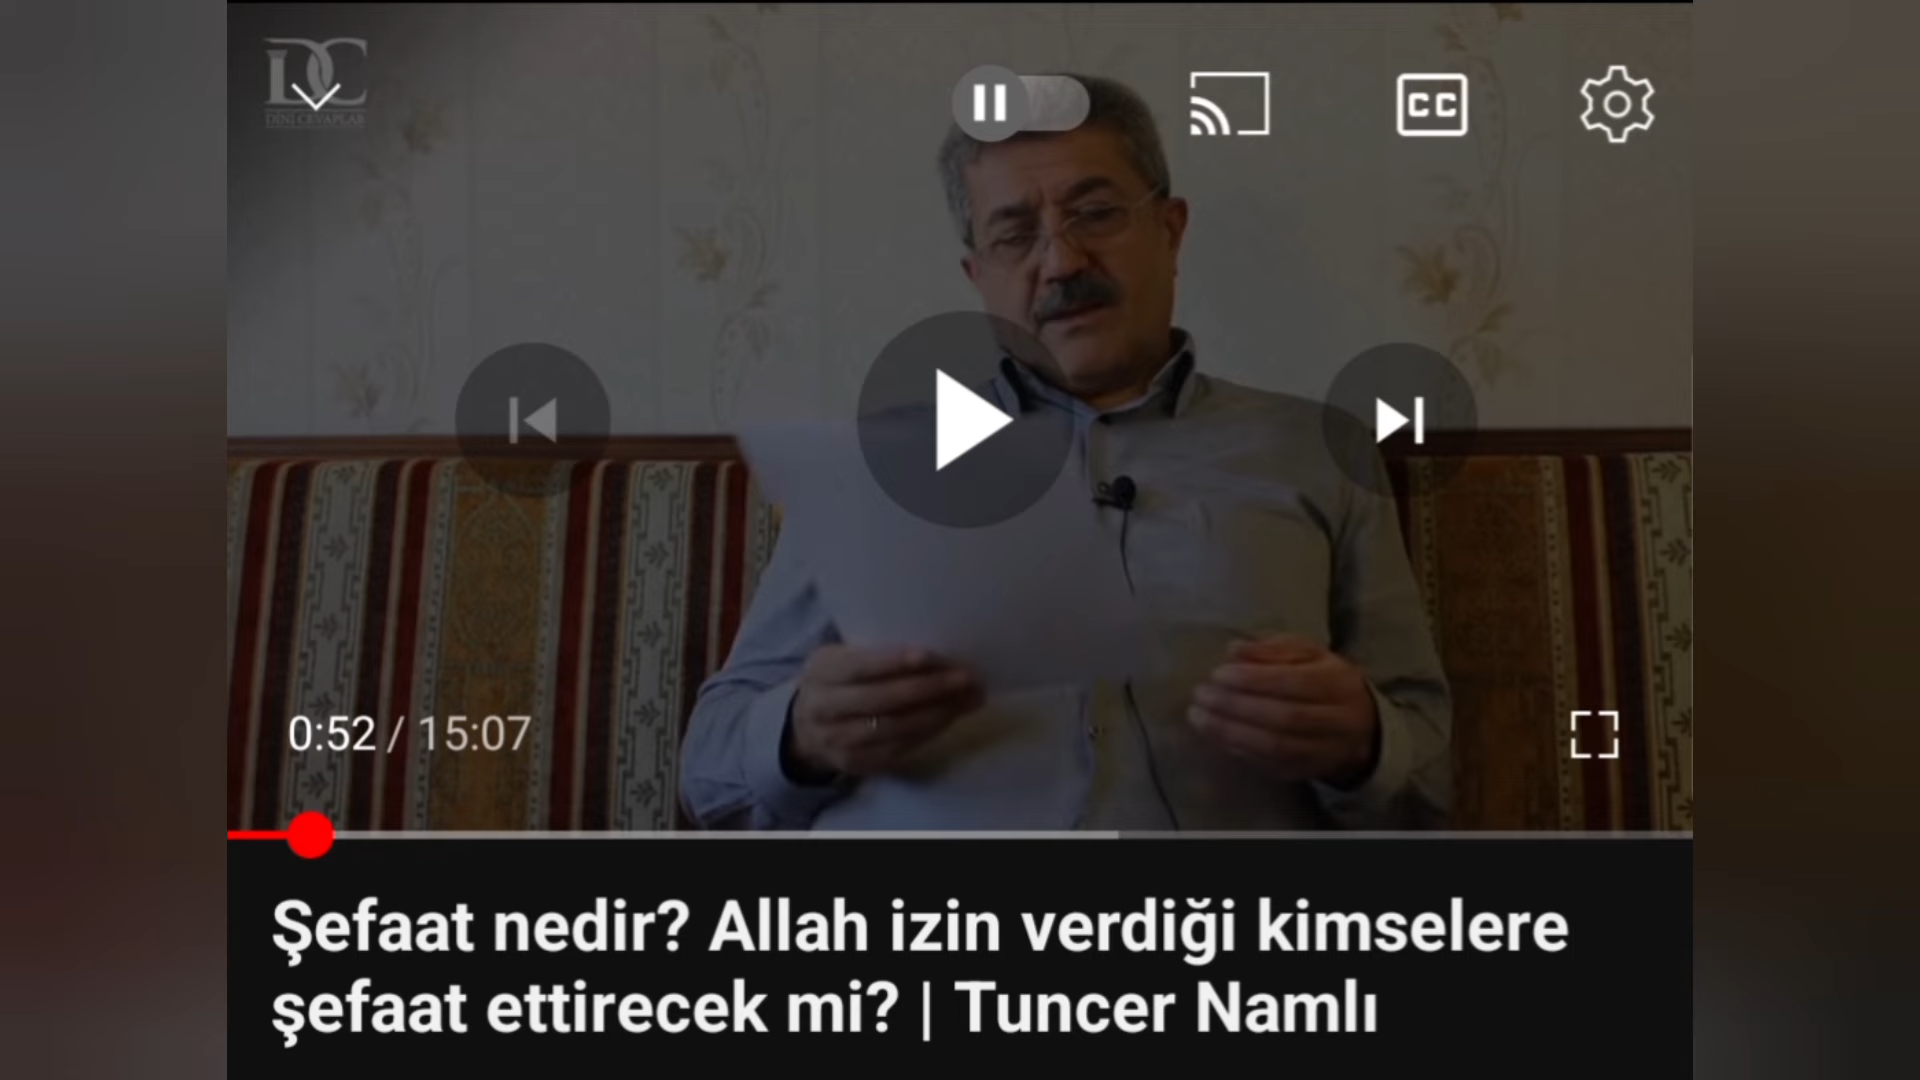 DC
DİNİ CEVAPLAR
CC
0:52 / 15:07
Şefaat nedir? Allah izin verdiği kimselere
şefaat ettirecek mi? | Tuncer Namlı